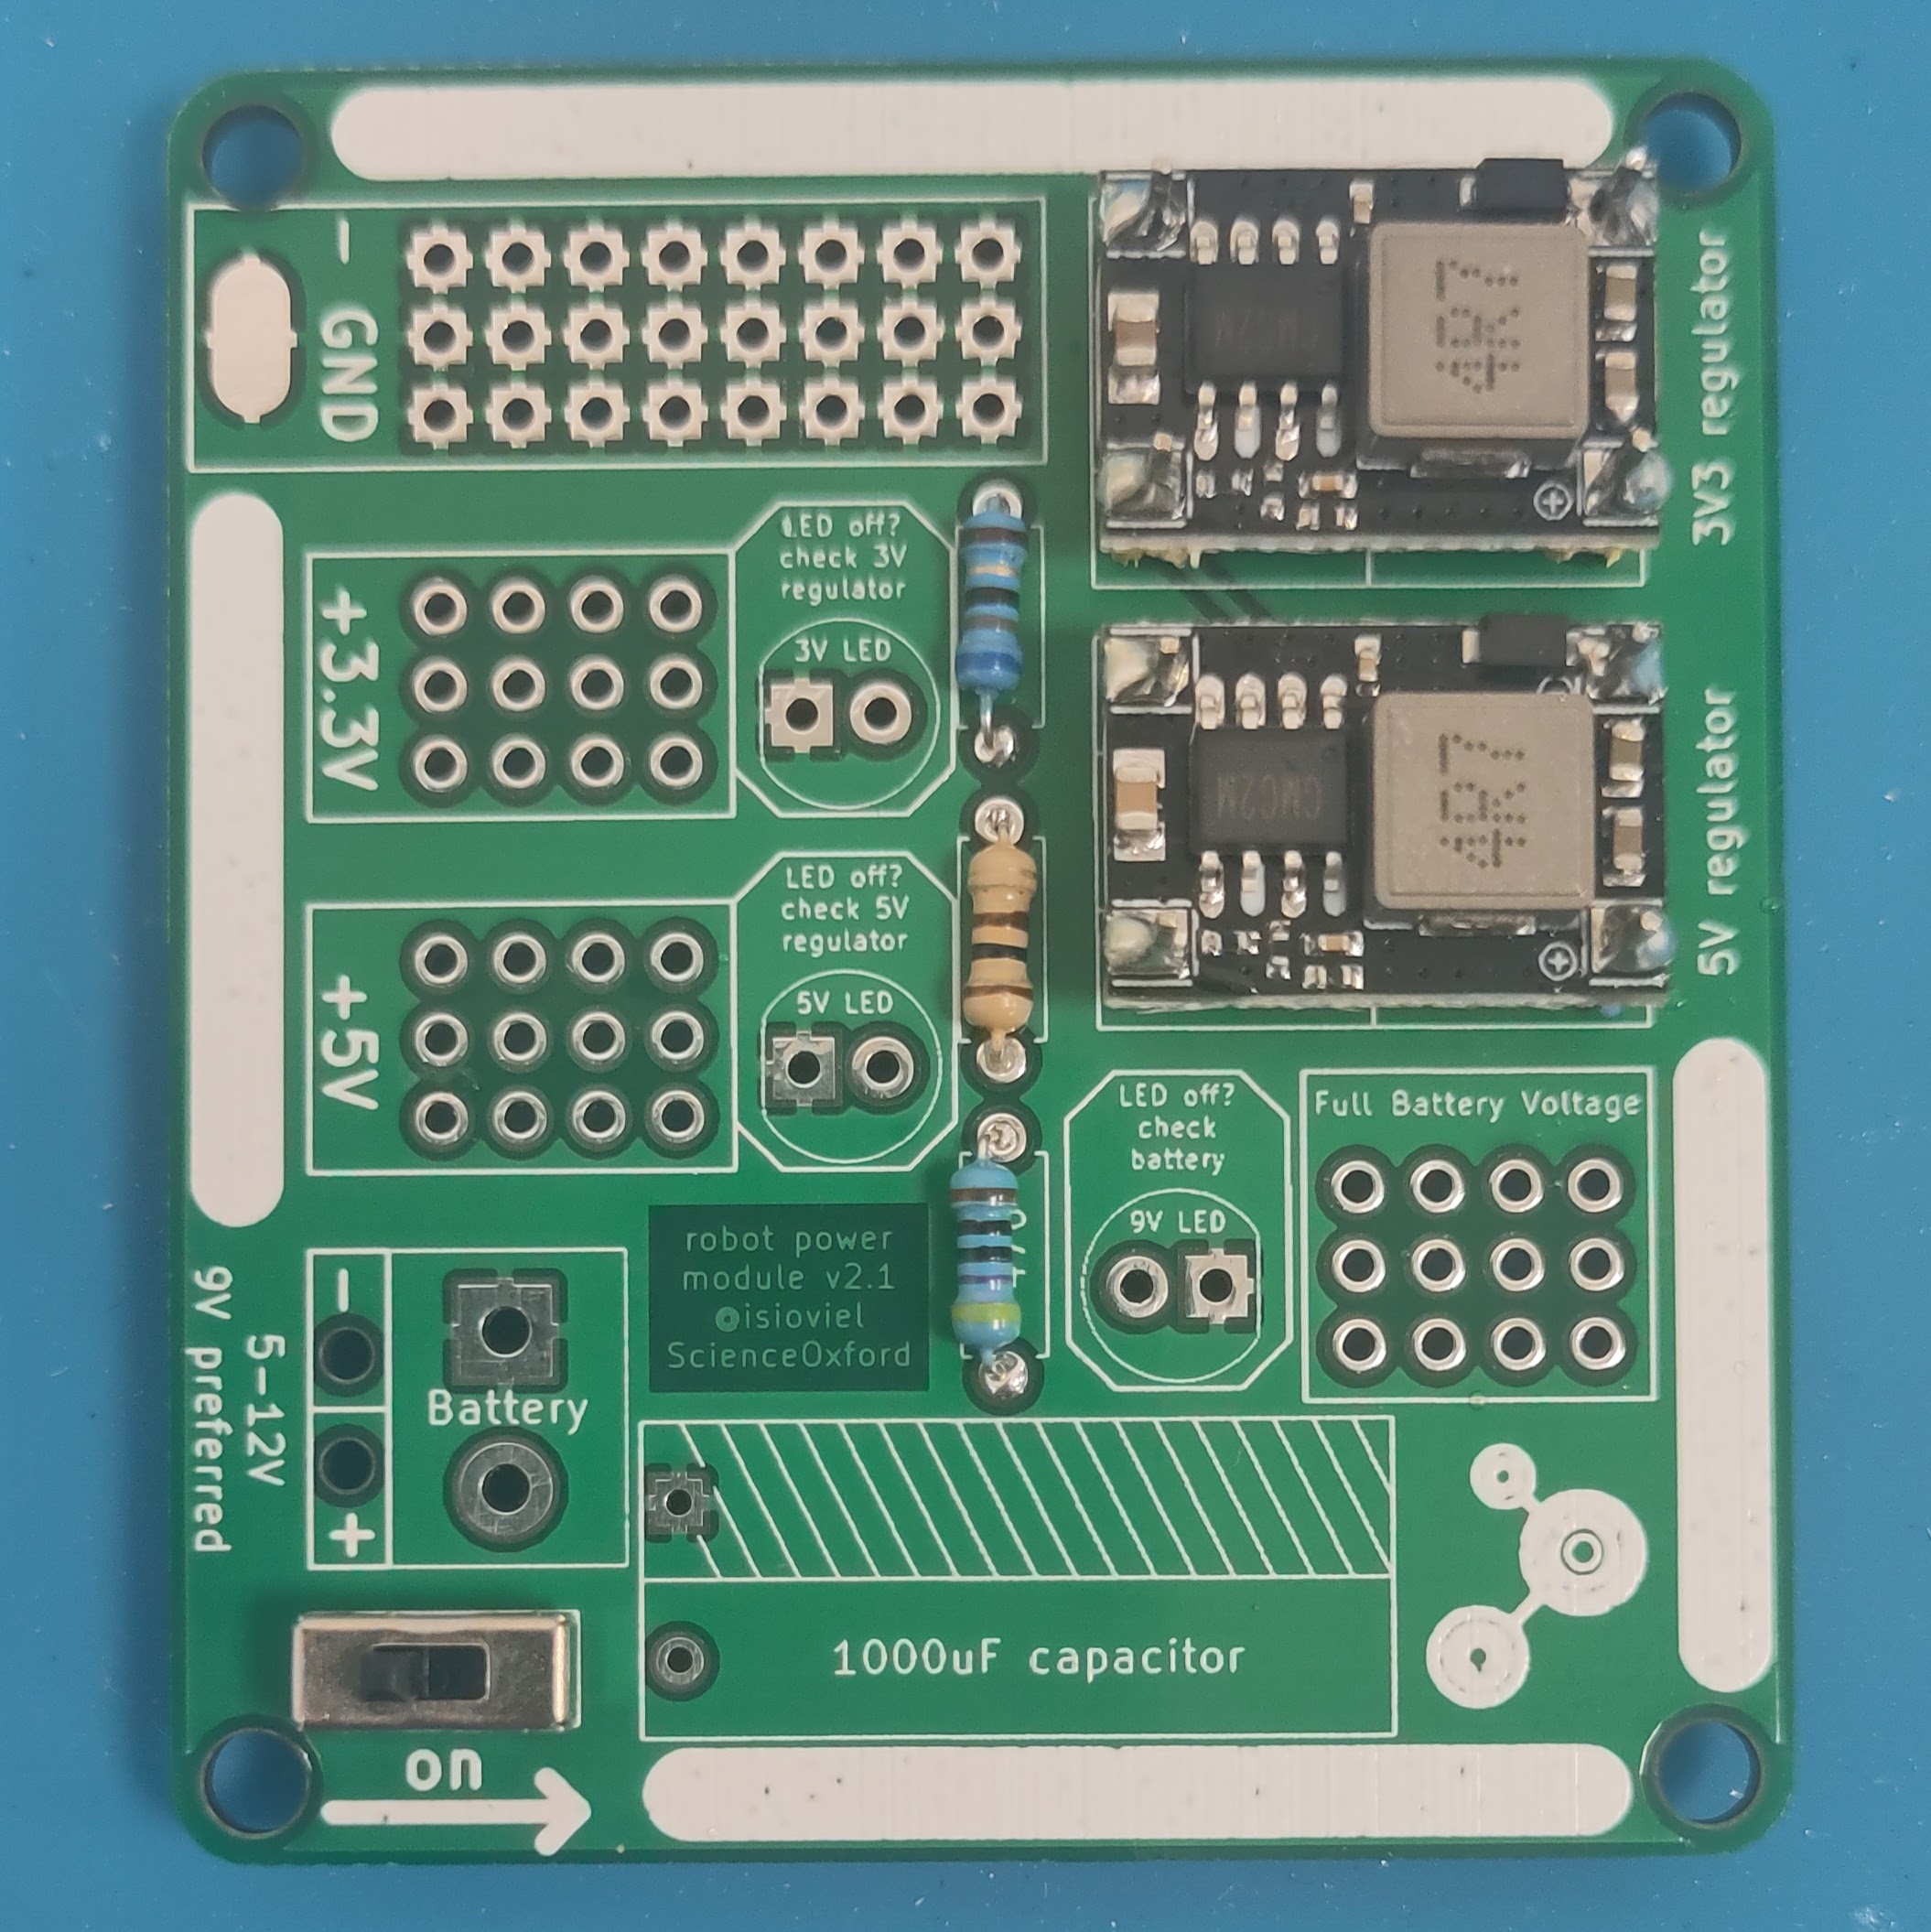 - GND
4R7
3V3 regulator
LED off?
check 3V
regulator
3V LED
+3.3V
4R7
5V regulator
LED off?
check 5V
regulator
5V LED
+5V
LED off?
check
battery
9V LED
Full Battery Voltage
robot power
module v2.1
@isioviel
ScienceOxford
-
+
Battery
5-12V
9V preferred
1000uF capacitor
on